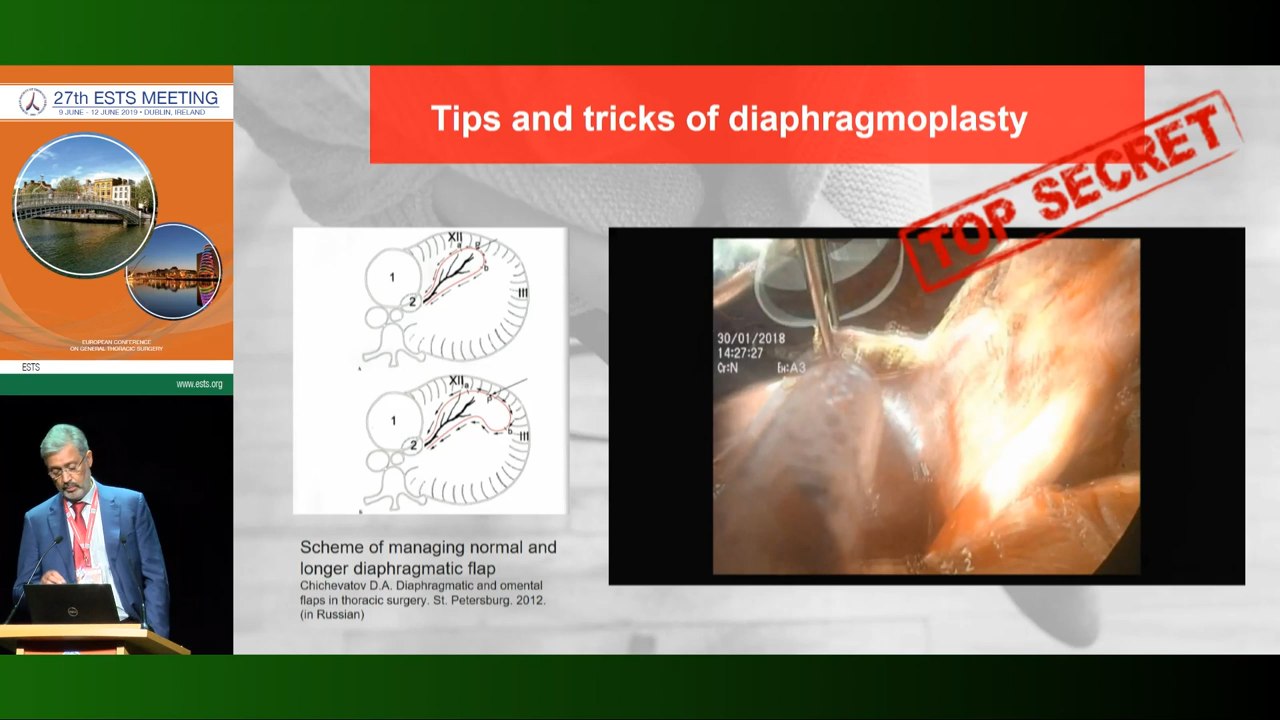 27th ESTS MEETING
9 JUNE - 12 JUNE 2019 • DUBLIN, IRELAND
EUROPEAN CONFERENCE
ON GENERAL THORACIC SURGERY
ESTS
www.ests.org
Tips and tricks of diaphragmoplasty
TOP SECRET
XII
a
b
1
2
III
XII
a
b
1
2
III
Scheme of managing normal and
longer diaphragmatic flap
Chichevatov D.A. Diaphragmatic and omental
flaps in thoracic surgery. St. Petersburg. 2012.
(in Russian)
30/01/2018
14:27:27
Cr:N Er:A3